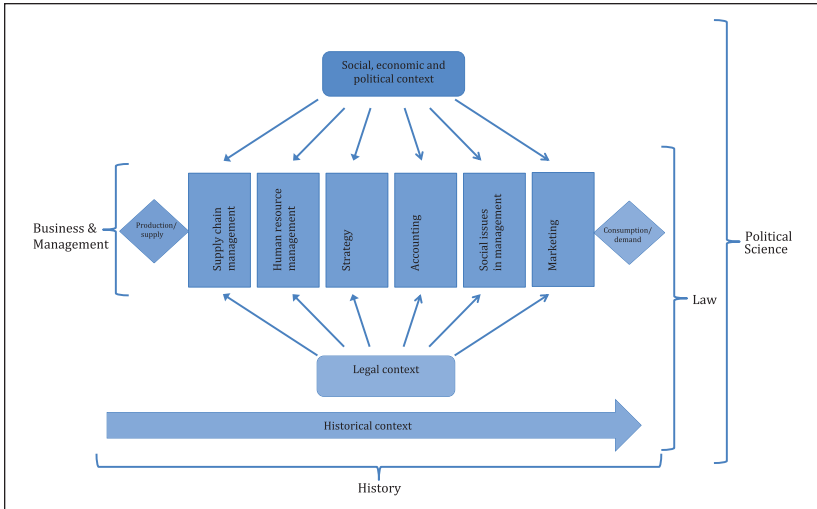 Social, economic and
political context
Business &
Management
Production/
supply
Supply chain
management
Human resource
management
Strategy
Accounting
Social issues
in management
Marketing
Consumption/
demand
Political
Science
Law
Legal context
Historical context
History